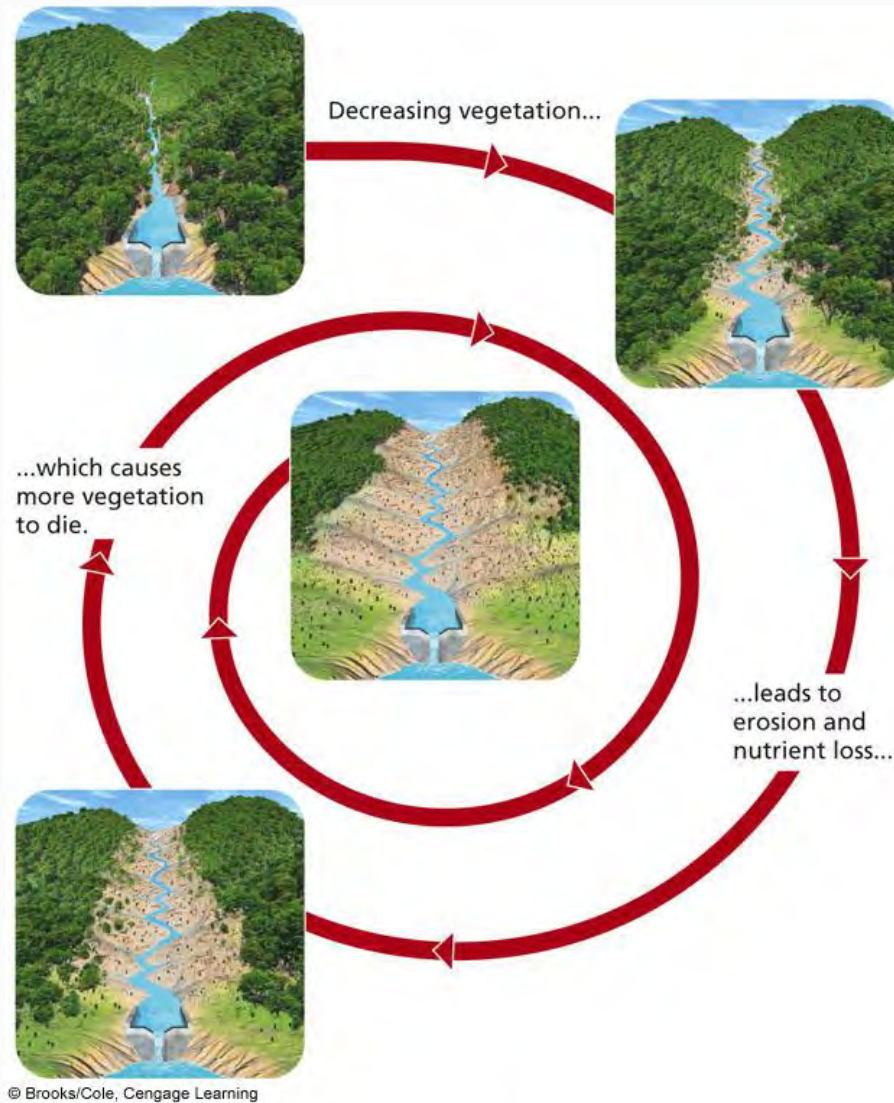 Decreasing vegetation...
...leads to
erosion and
nutrient loss...
...which causes
more vegetation
to die.
© Brooks/Cole, Cengage Learning